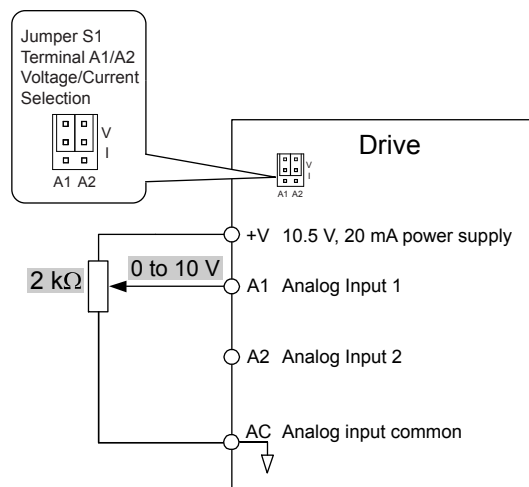 Jumper S1
Terminal A1/A2
Voltage/Current
Selection
V
I
A1 A2
Drive
V
I
A1 A2
+V 10.5 V, 20 mA power supply
2 kΩ
0 to 10 V
A1 Analog Input 1
A2 Analog Input 2
AC Analog input common